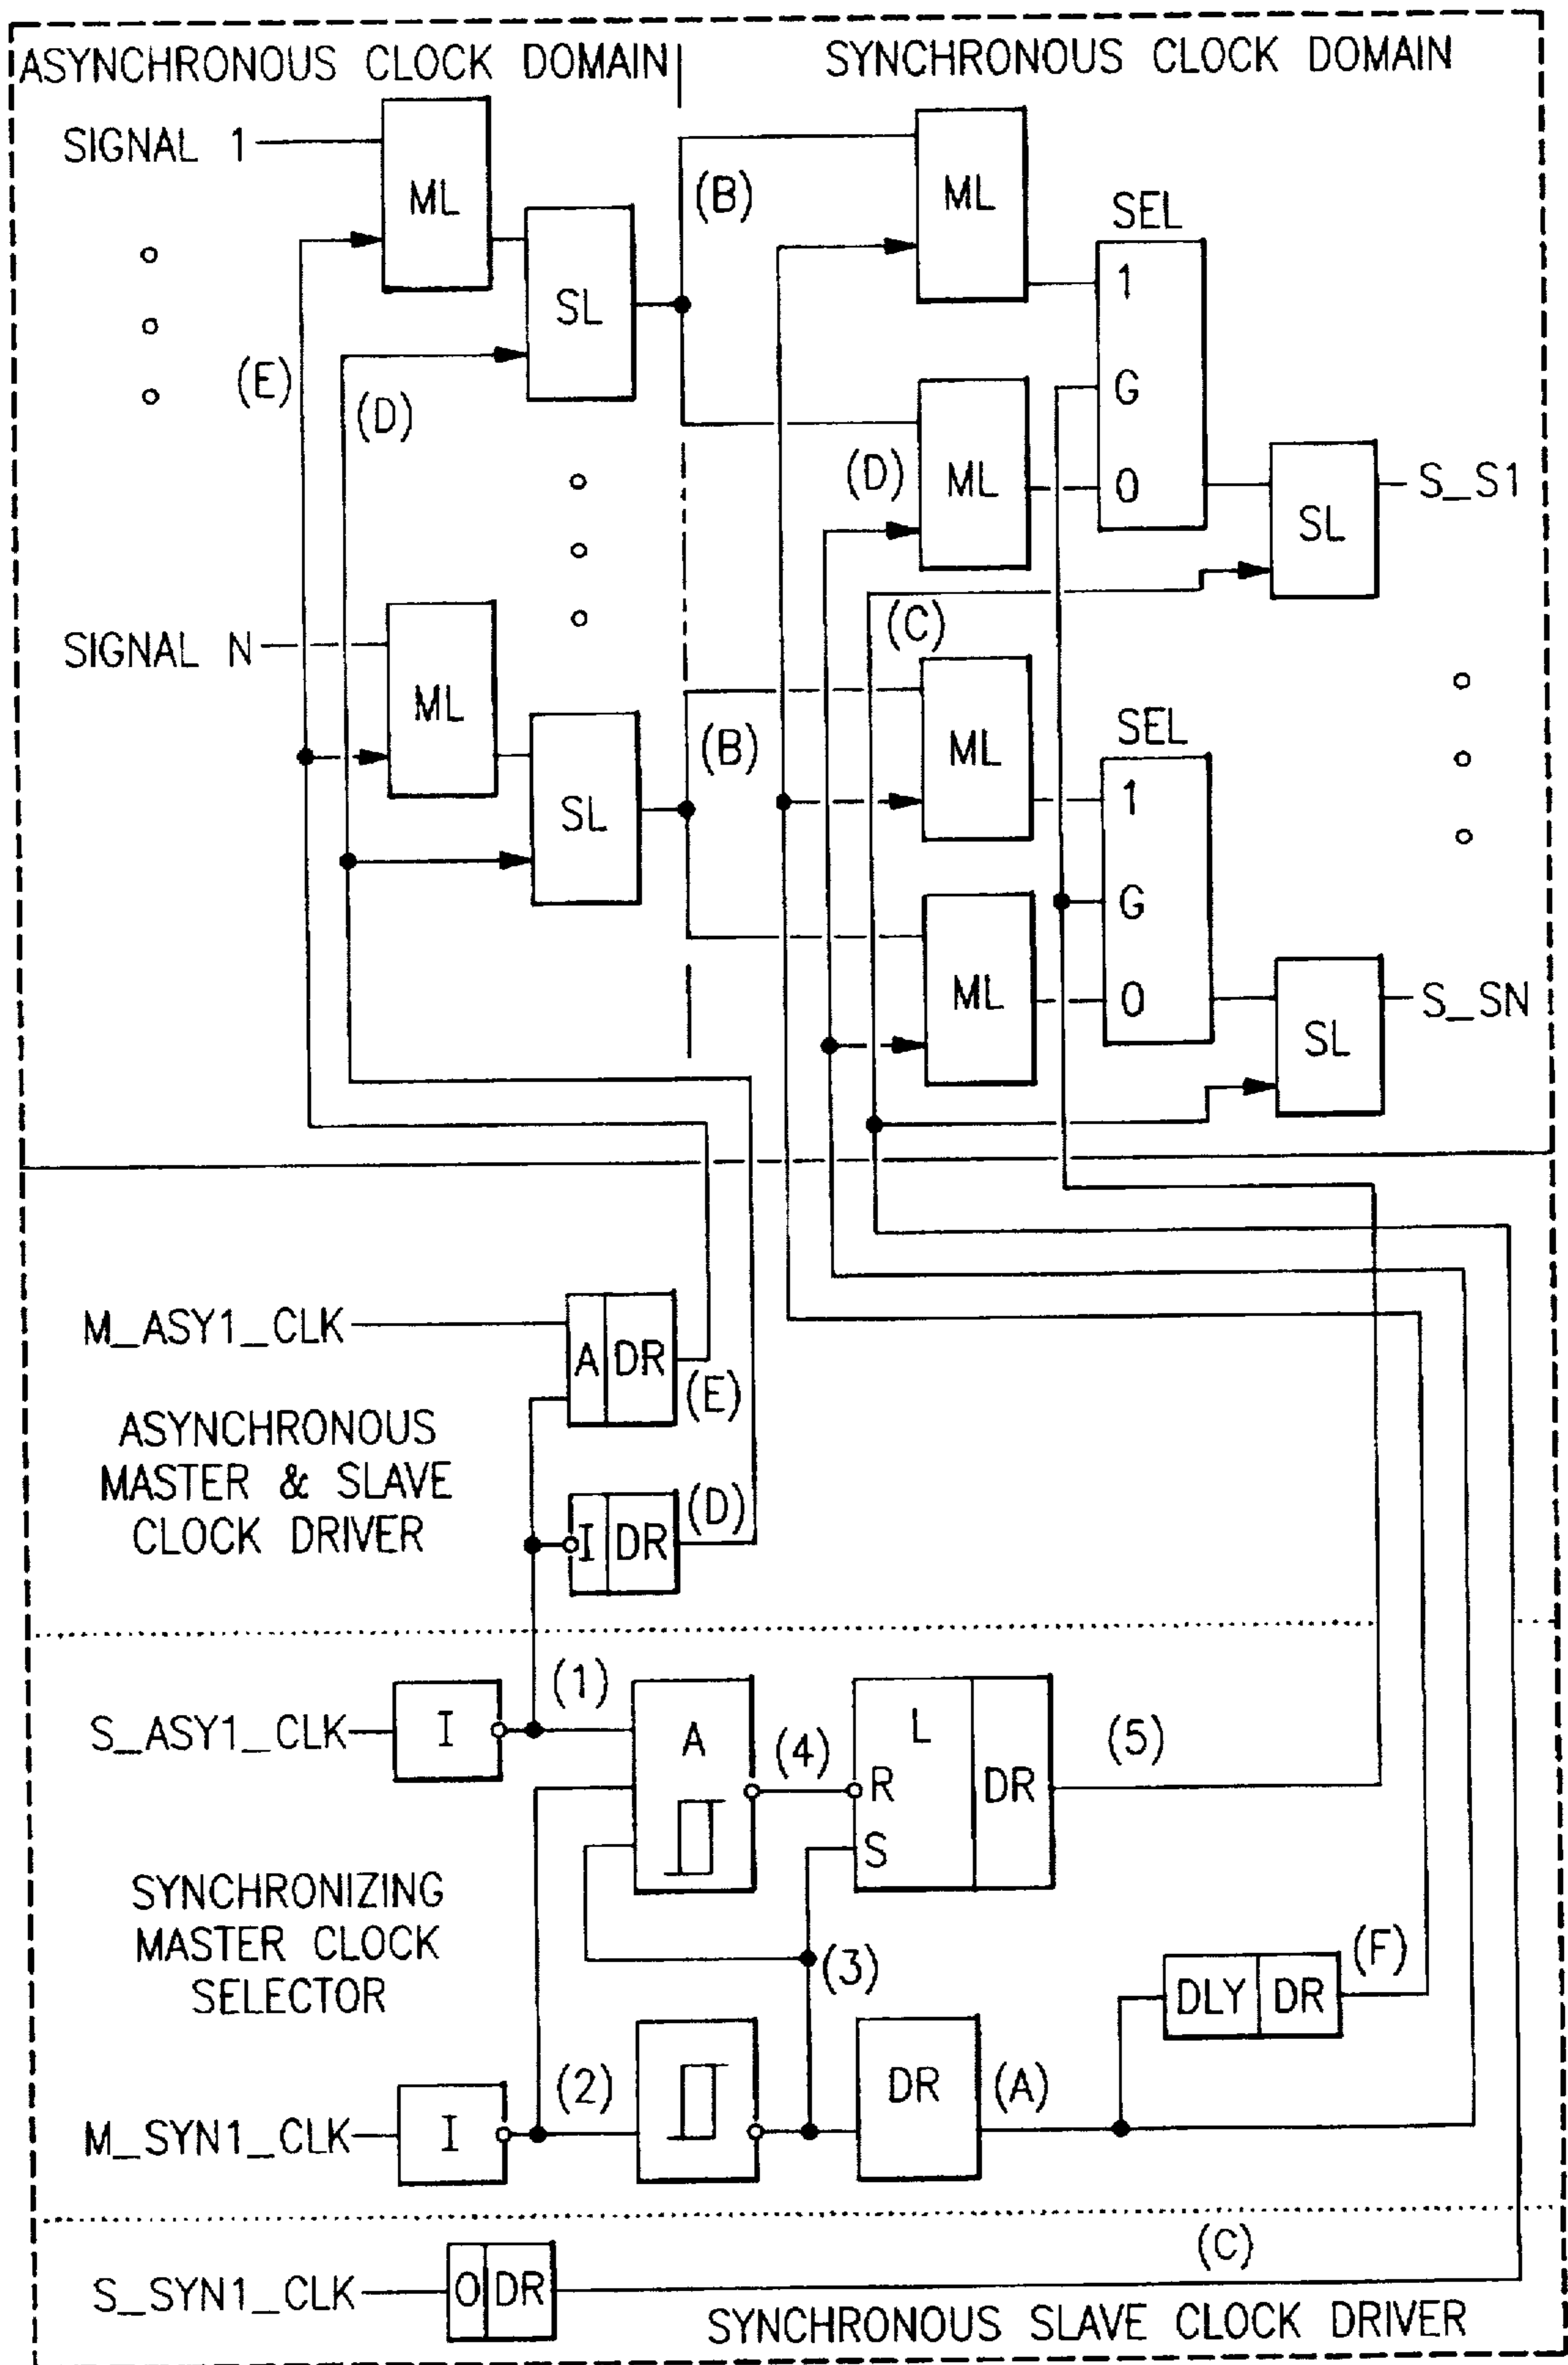 ASYNCHRONOUS CLOCK DOMAIN
SYNCHRONOUS CLOCK DOMAIN
SIGNAL 1
ML
SL
(B)
ML
SEL
1
G
0
(E)
(D)
(D)
ML
SL
S_S1
(C)
SIGNAL N
ML
SL
(B)
ML
SEL
1
G
0
ML
SL
S_SN
M_ASY1_CLK
A DR
(E)
ASYNCHRONOUS
MASTER & SLAVE
CLOCK DRIVER
I DR
(D)
S_ASY1_CLK
I
(1)
A
(4)
L
R
S
DR
(5)
SYNCHRONIZING
MASTER CLOCK
SELECTOR
(3)
DLY DR
(F)
M_SYN1_CLK
I
(2)
DR
(A)
S_SYN1_CLK
O DR
(C)
SYNCHRONOUS SLAVE CLOCK DRIVER